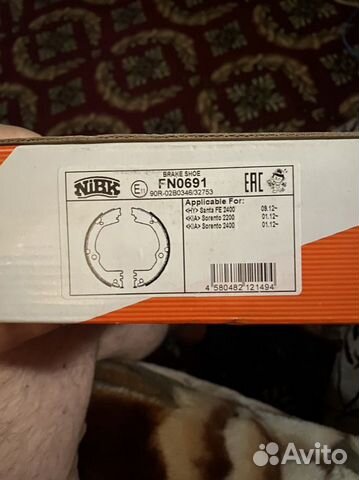 NiBK
E11
BRAKE SHOE
FN0691
90R-02B0346/32753
EAC
Applicable For:
<HY> Santa FE 2400 09.12~
<KIA> Sorento 2200 01.12~
<KIA> Sorento 2400 01.12~
4 580482 121494
Avito